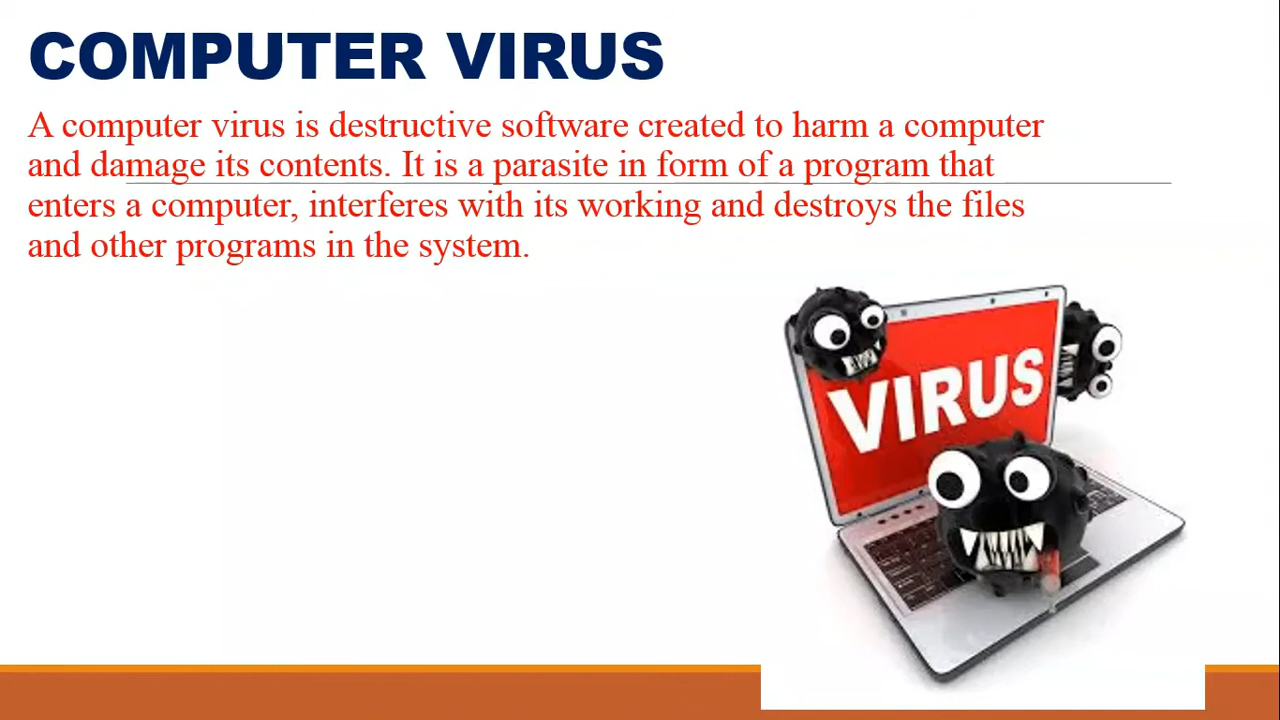 COMPUTER VIRUS
A computer virus is destructive software created to harm a computer
and damage its contents. It is a parasite in form of a program that
enters a computer, interferes with its working and destroys the files
and other programs in the system.
VIRUS